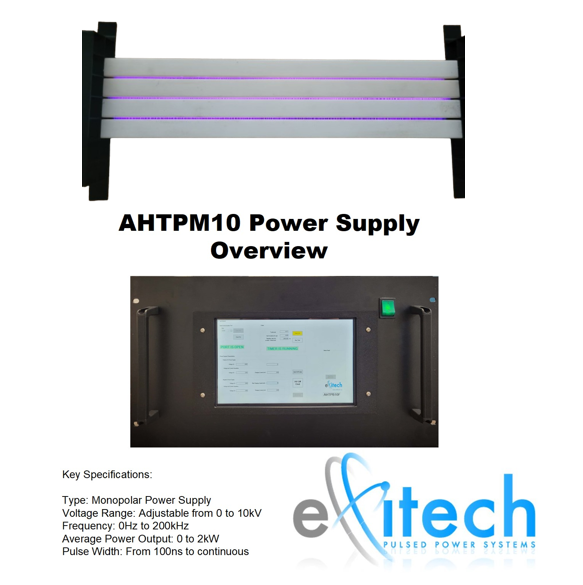 AHTPM10 Power Supply
Overview
Key Specifications:
Type: Monopolar Power Supply
Voltage Range: Adjustable from 0 to 10kV
Frequency: 0Hz to 200kHz
Average Power Output: 0 to 2kW
Pulse Width: From 100ns to continuous
eXitech
PULSED POWER SYSTEMS